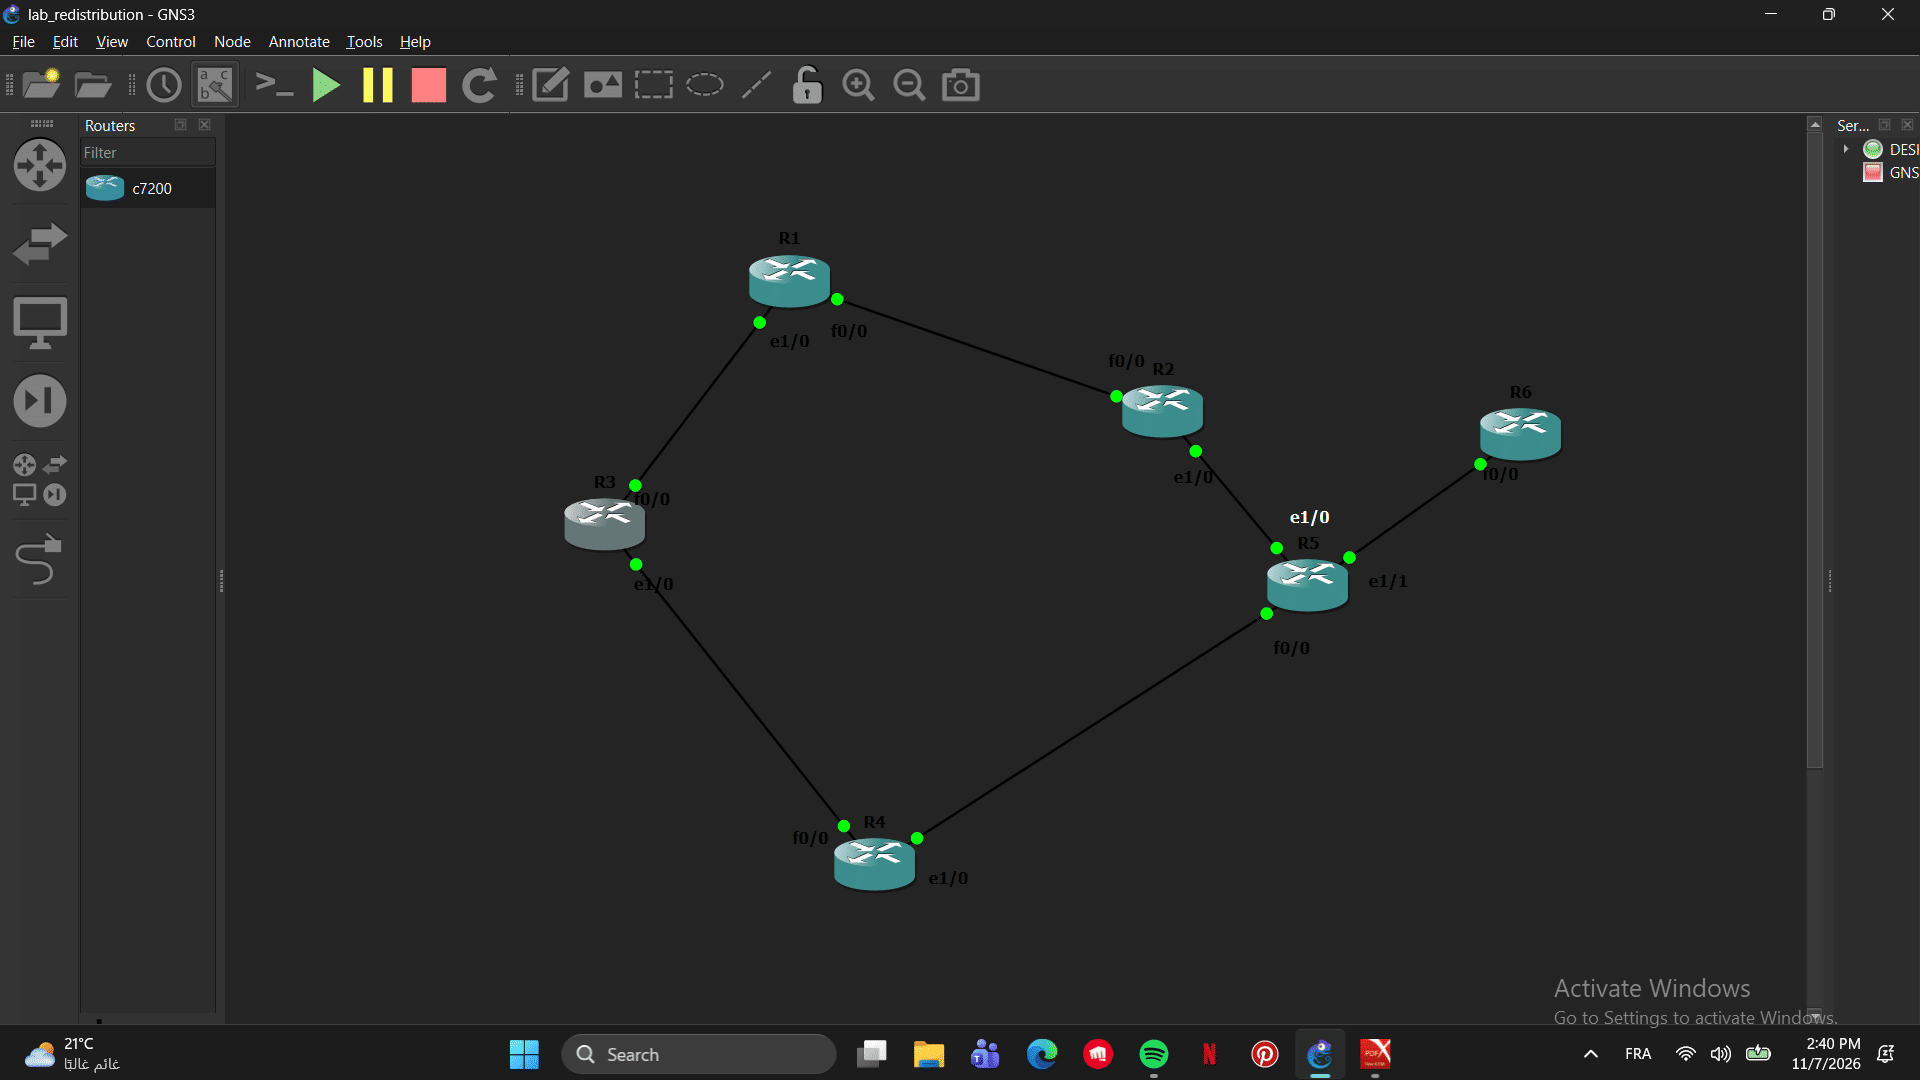 lab_redistribution - GNS3
File Edit View Control Node Annotate Tools Help
a c
b
Routers
Filter
c7200
Ser...
DESI
GNS
R1
e1/0
f0/0
f0/0
R2
e1/0
R6
f0/0
R3
f0/0
e1/0
e1/0
R5
e1/1
f0/0
R4
f0/0
e1/0
Activate Windows
Go to Settings to activate Windows.
21°C
غائم غالبًا
Search
FRA
2:40 PM
11/7/2026